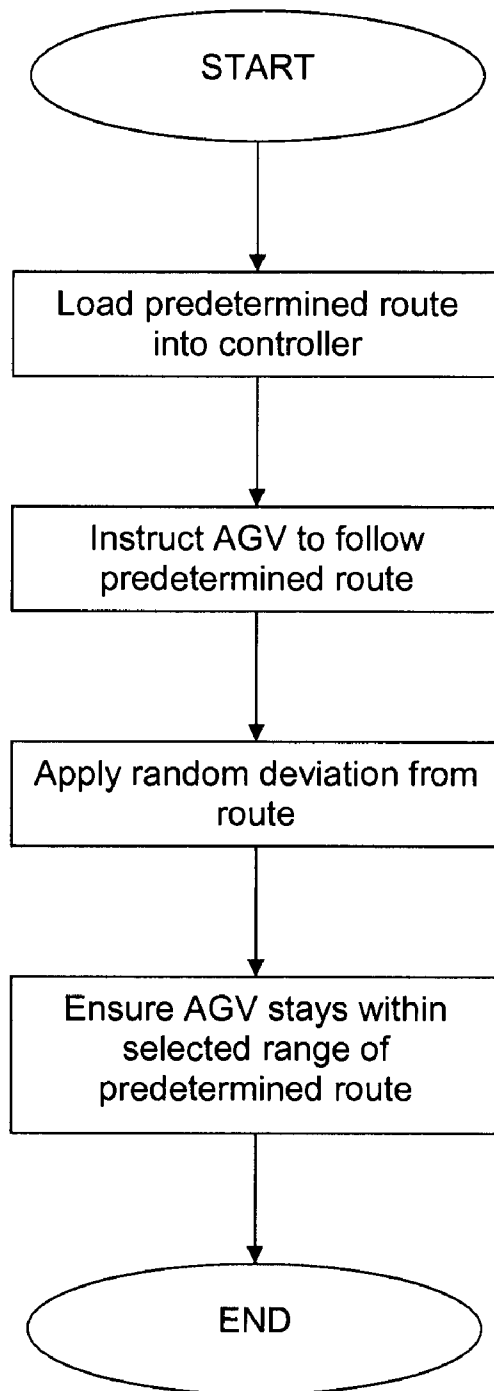 START
Load predetermined route
into controller
Instruct AGV to follow
predetermined route
Apply random deviation from
route
Ensure AGV stays within
selected range of
predetermined route
END